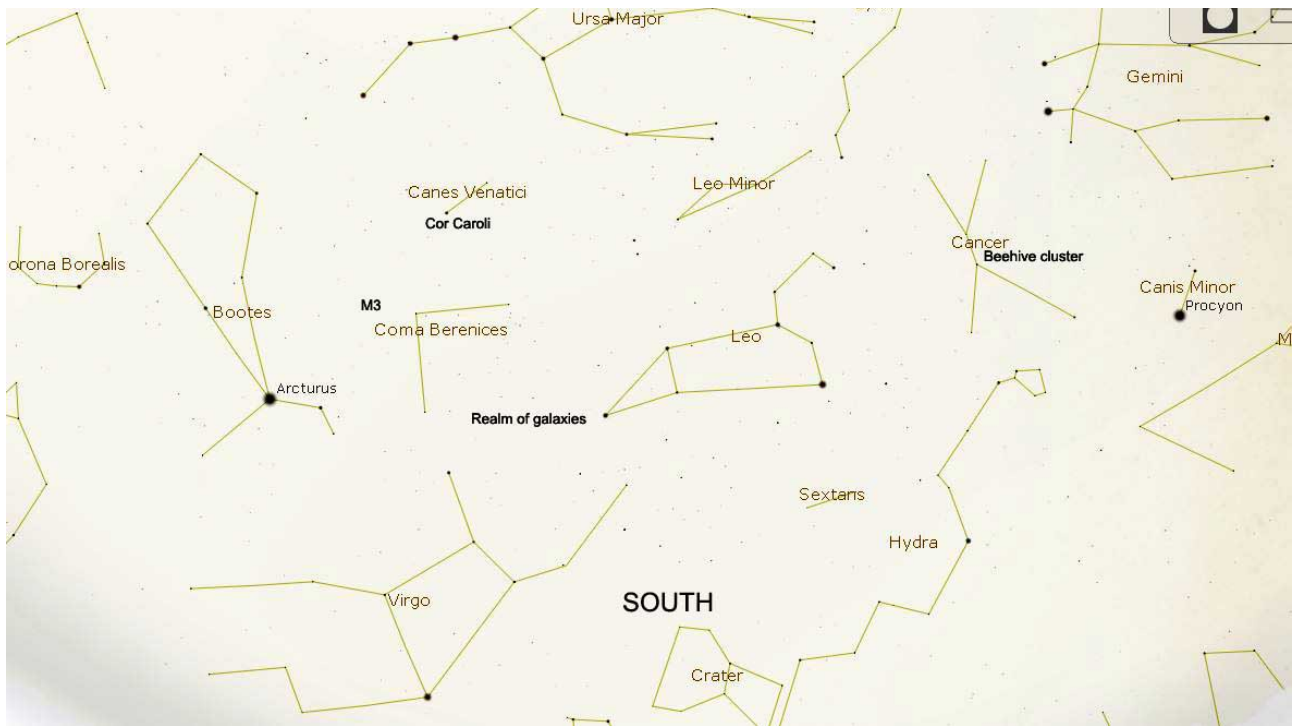 Ursa Major
Gemini
Canes Venatici
Leo Minor
Cor Caroli
Cancer
orona Borealis
Beehive cluster
Canis Minor
M3
Procyon
Bootes
Coma Berenices
Leo
M
Arcturus
Realm of galaxies
Sextans
Hydra
Virgo
SOUTH
Crater